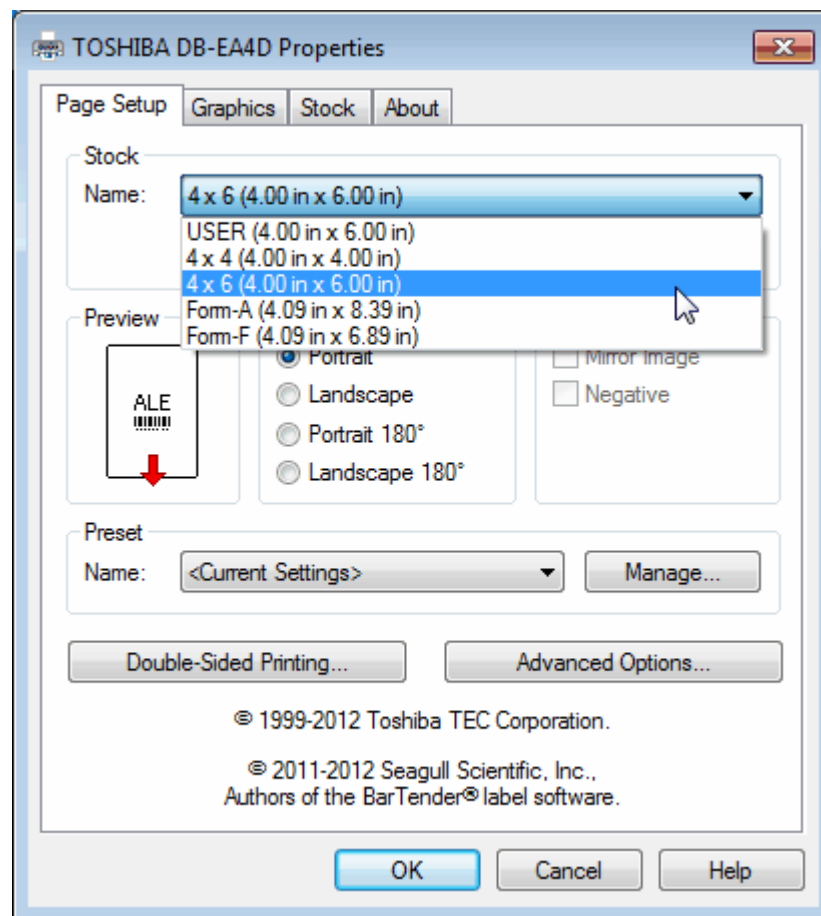 TOSHIBA DB-EA4D Properties
Page Setup Graphics Stock About
Stock
Name: 4 x 6 (4.00 in x 6.00 in)
USER (4.00 in x 6.00 in)
4 x 4 (4.00 in x 4.00 in)
4 x 6 (4.00 in x 6.00 in)
Form-A (4.09 in x 8.39 in)
Form-F (4.09 in x 6.89 in)
Preview
ALE
Portrait
Landscape
Portrait 180°
Landscape 180°
Mirror Image
Negative
Preset
Name: <Current Settings> Manage...
Double-Sided Printing... Advanced Options...
© 1999-2012 Toshiba TEC Corporation.
© 2011-2012 Seagull Scientific, Inc.,
Authors of the BarTender® label software.
OK Cancel Help